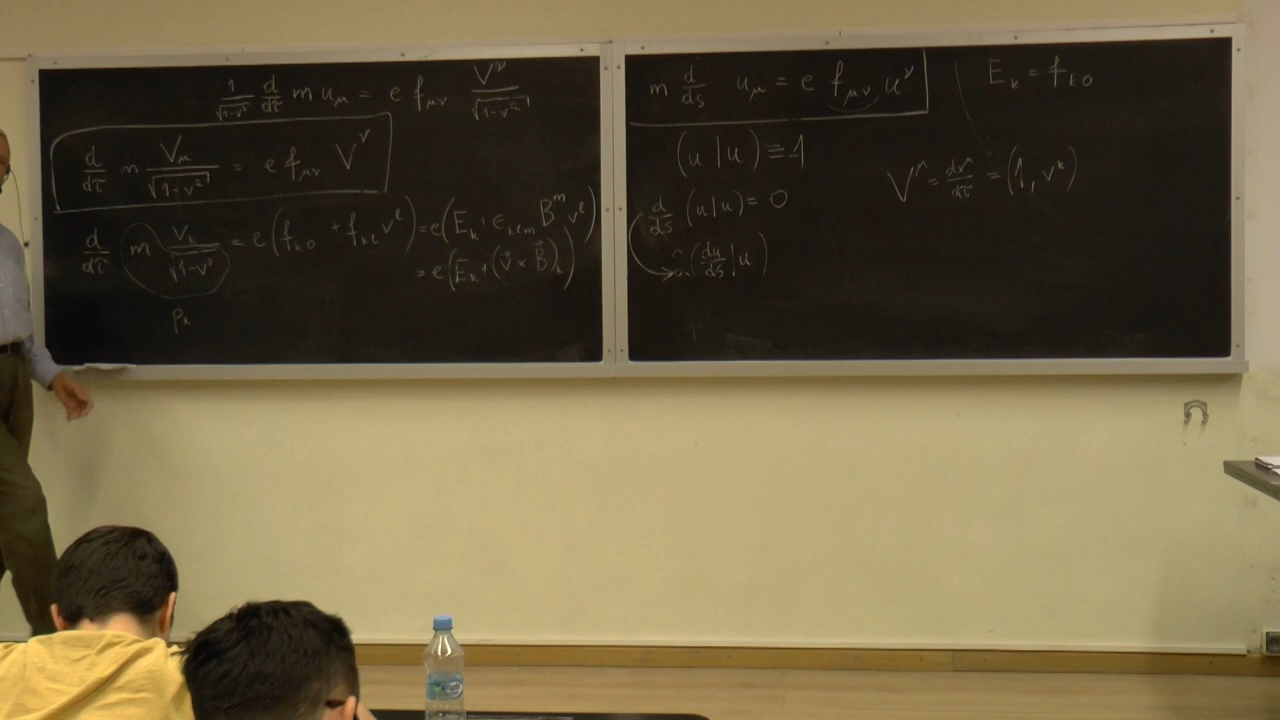 1/√(1-v²) d/dτ m u_μ = e f_μν V^ν/√(1-v²)
d/dτ m V_μ/√(1-v²) = e f_μν V^ν
d/dτ m V_k/√(1-v²) = e(f_k0 + f_kl v^l) = e(E_k + ε_klm B^m v^l)
= e(E_k + (v⃗ × B⃗)_k)
p_k
m d/ds u_μ = e f_μν u^ν
(u|u) ≡ 1
d/ds (u|u) = 0
(du/ds|u)
E_k = f_k0
V^μ = dx^μ/dτ = (1, v^k)